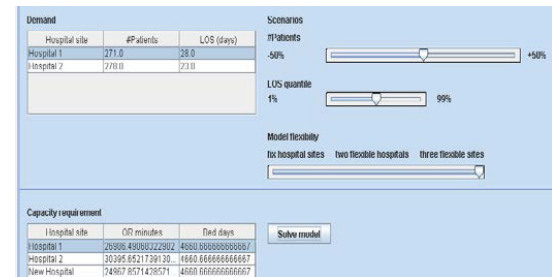 Demand
Hospital site #Patients LOS (days)
Hospital 1 271.0 28.0
Hospital 2 278.0 23.0
Scenarios
#Patients
-50% +50%
LOS quantile
1% 99%
Model flexibility
fix hospital sites two flexible hospitals three flexible sites
Capacity requirement
Hospital site OR minutes Bed days
Hospital 1 26986.49068322902 4660.666666666667
Hospital 2 30395.6521739130... 4660.666666666667
New Hospital 24967.8571428571 4660.666666666667
Solve model